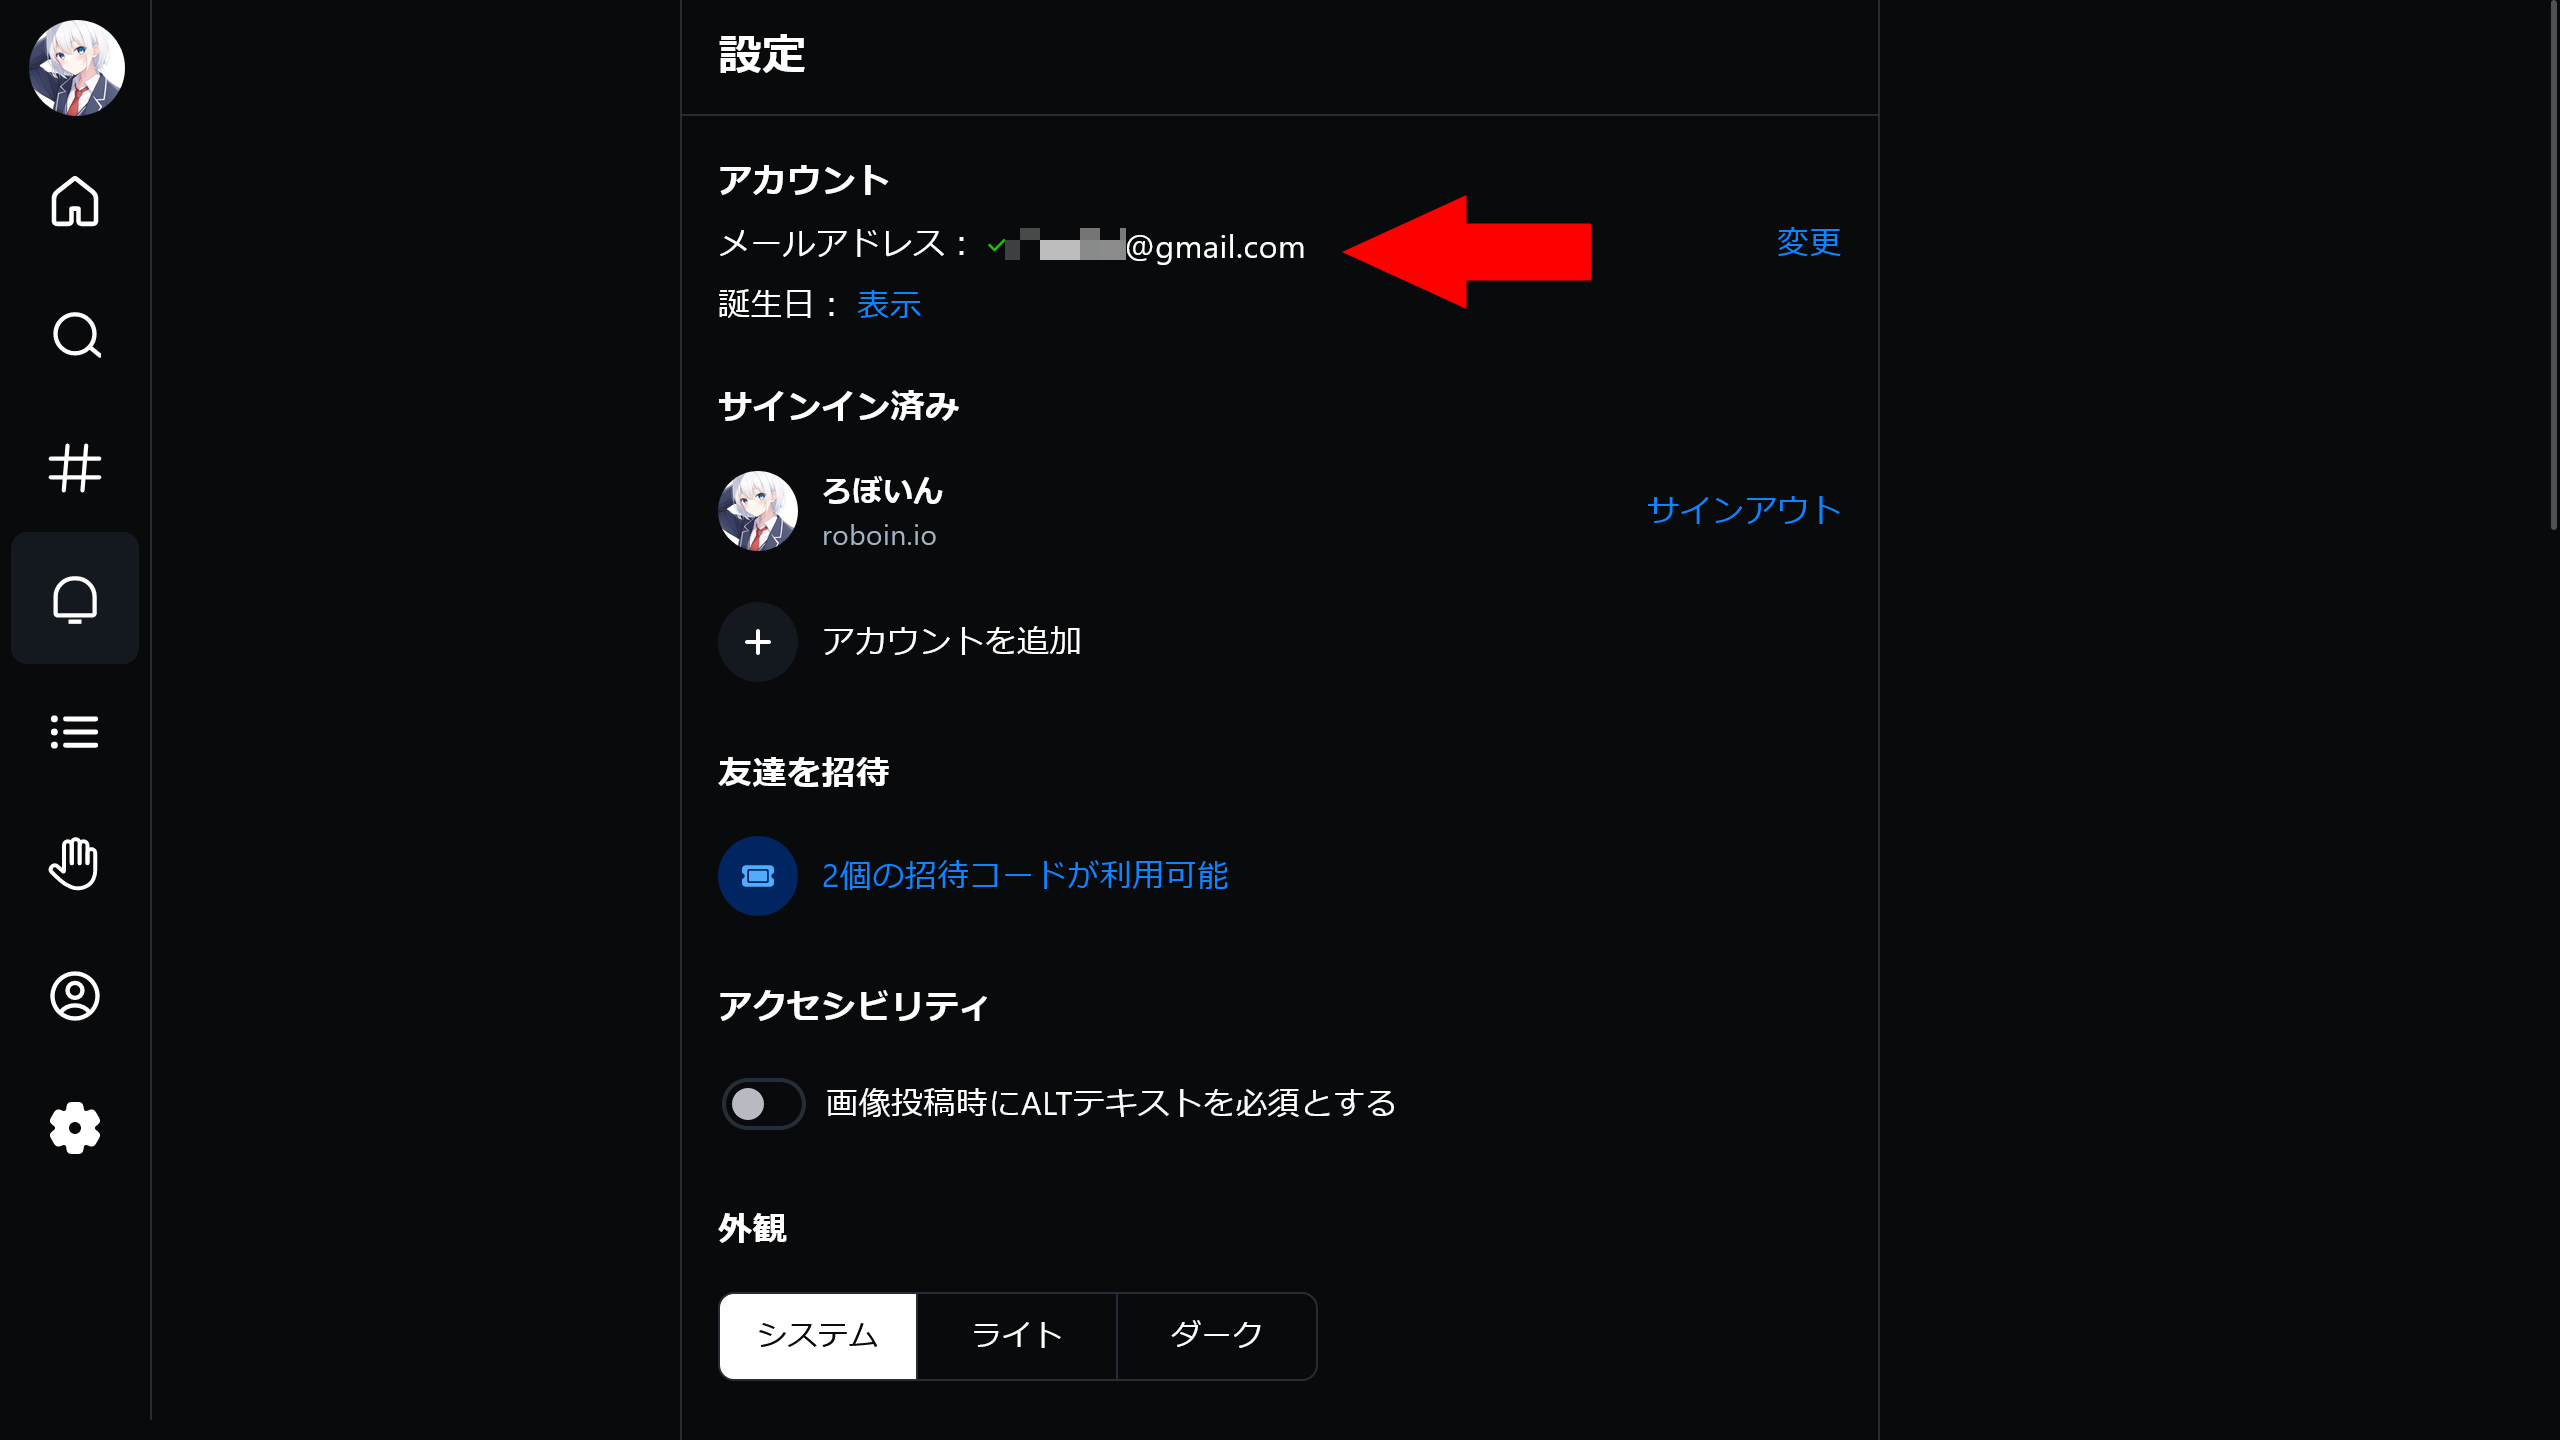 設定
アカウント
メールアドレス： @gmail.com 変更
誕生日： 表示
サインイン済み
ろぼいん
roboin.io
サインアウト
アカウントを追加
友達を招待
2個の招待コードが利用可能
アクセシビリティ
画像投稿時にALTテキストを必須とする
外観
システム ライト ダーク